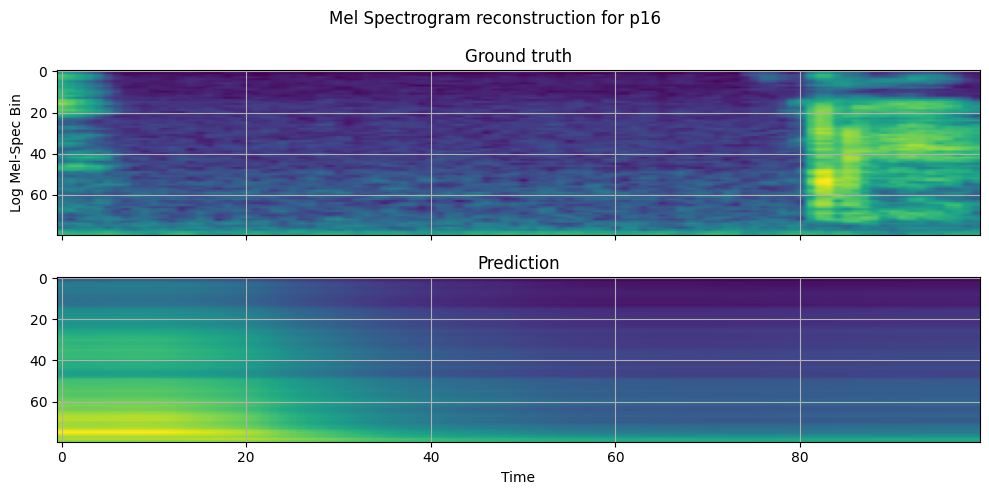 Mel Spectrogram reconstruction for p16
Ground truth
Log Mel-Spec Bin
0
20
40
60
Prediction
0
20
40
60
0 20 40 60 80
Time